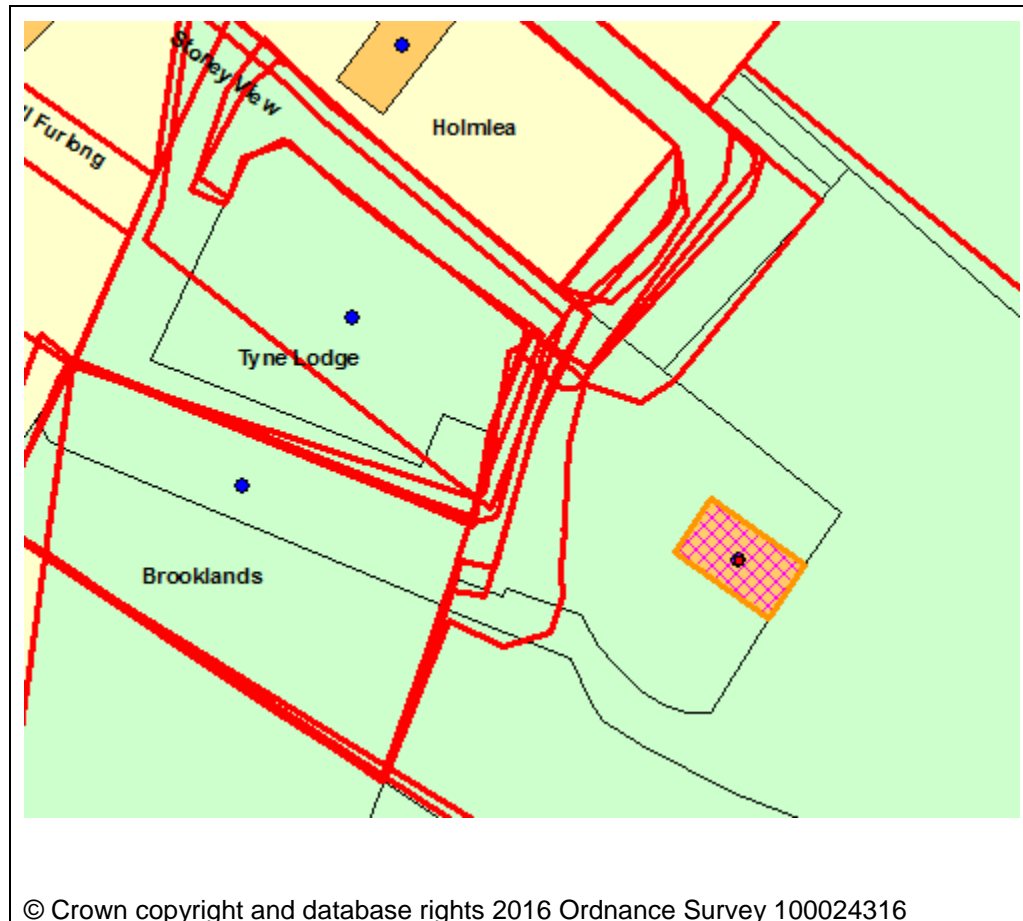 Storey View
Holmlea
Furlong
Tyne Lodge
Brooklands
© Crown copyright and database rights 2016 Ordnance Survey 100024316